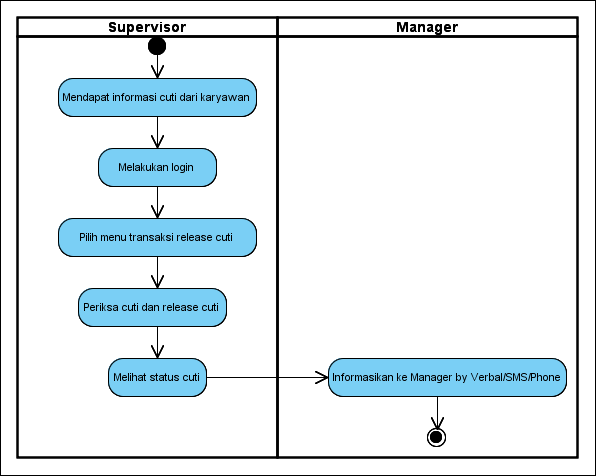 Supervisor
Manager
Mendapat informasi cuti dari karyawan
Melakukan login
Pilih menu transaksi release cuti
Periksa cuti dan release cuti
Melihat status cuti
Informasikan ke Manager by Verbal/SMS/Phone